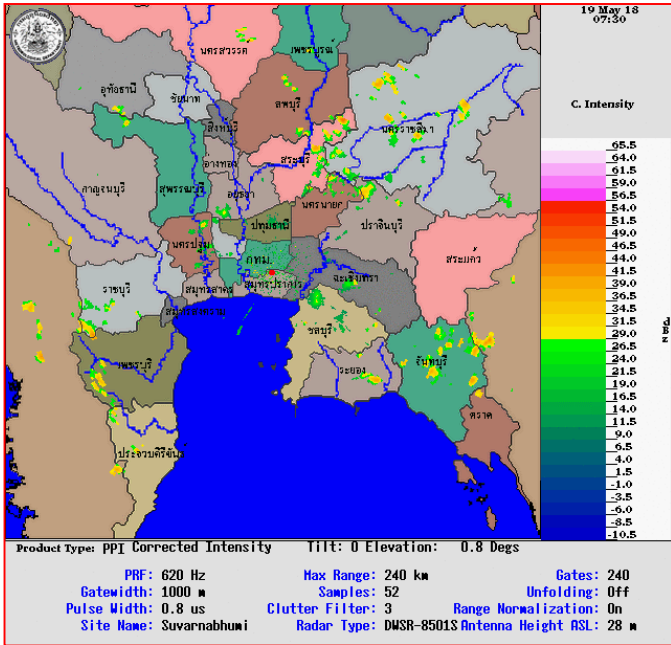 19 May 18
07:30
C. Intensity
นครสวรรค์
เพชรบูรณ์
อุทัยธานี
ชัยนาท
ลพบุรี
สิงห์บุรี
นครราชสีมา
อ่างทอง
สระบุรี
กาญจนบุรี
สุพรรณบุรี
อยุธยา
นครนายก
ปทุมธานี
ปราจีนบุรี
นครปฐม
กทม.
สระแก้ว
ราชบุรี
สมุทรสาคร
สมุทรปราการ
ฉะเชิงเทรา
สมุทรสงคราม
ชลบุรี
เพชรบุรี
ระยอง
จันทบุรี
ตราด
ประจวบคีรีขันธ์
65.5
64.0
61.5
59.0
56.5
54.0
51.5
49.0
46.5
44.0
41.5
39.0
36.5
34.0
31.5
29.0
26.5
24.0
21.5
19.0
16.5
14.0
11.5
9.0
6.5
4.0
1.5
-1.0
-3.5
-6.0
-8.5
-10.5
Product Type: PPI Corrected Intensity Tilt: 0 Elevation: 0.8 Degs
PRF: 620 Hz Max Range: 240 km Gates: 240
Gatewidth: 1000 m Samples: 52 Unfolding: Off
Pulse Width: 0.8 us Clutter Filter: 3 Range Normalization: On
Site Name: Suvarnabhumi Radar Type: DWSR-8501S Antenna Height ASL: 28 m